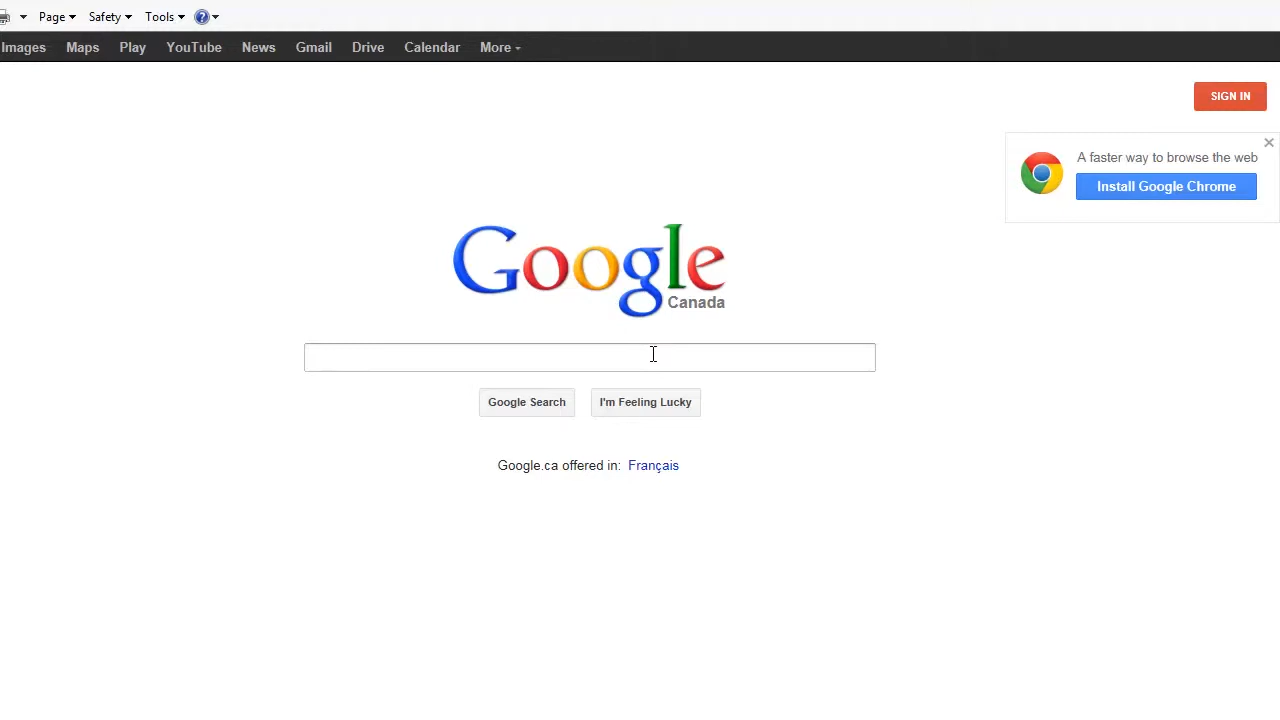 Page Safety Tools
Images Maps Play YouTube News Gmail Drive Calendar More
SIGN IN
A faster way to browse the web
Install Google Chrome
Google
Canada
Google Search I'm Feeling Lucky
Google.ca offered in: Français